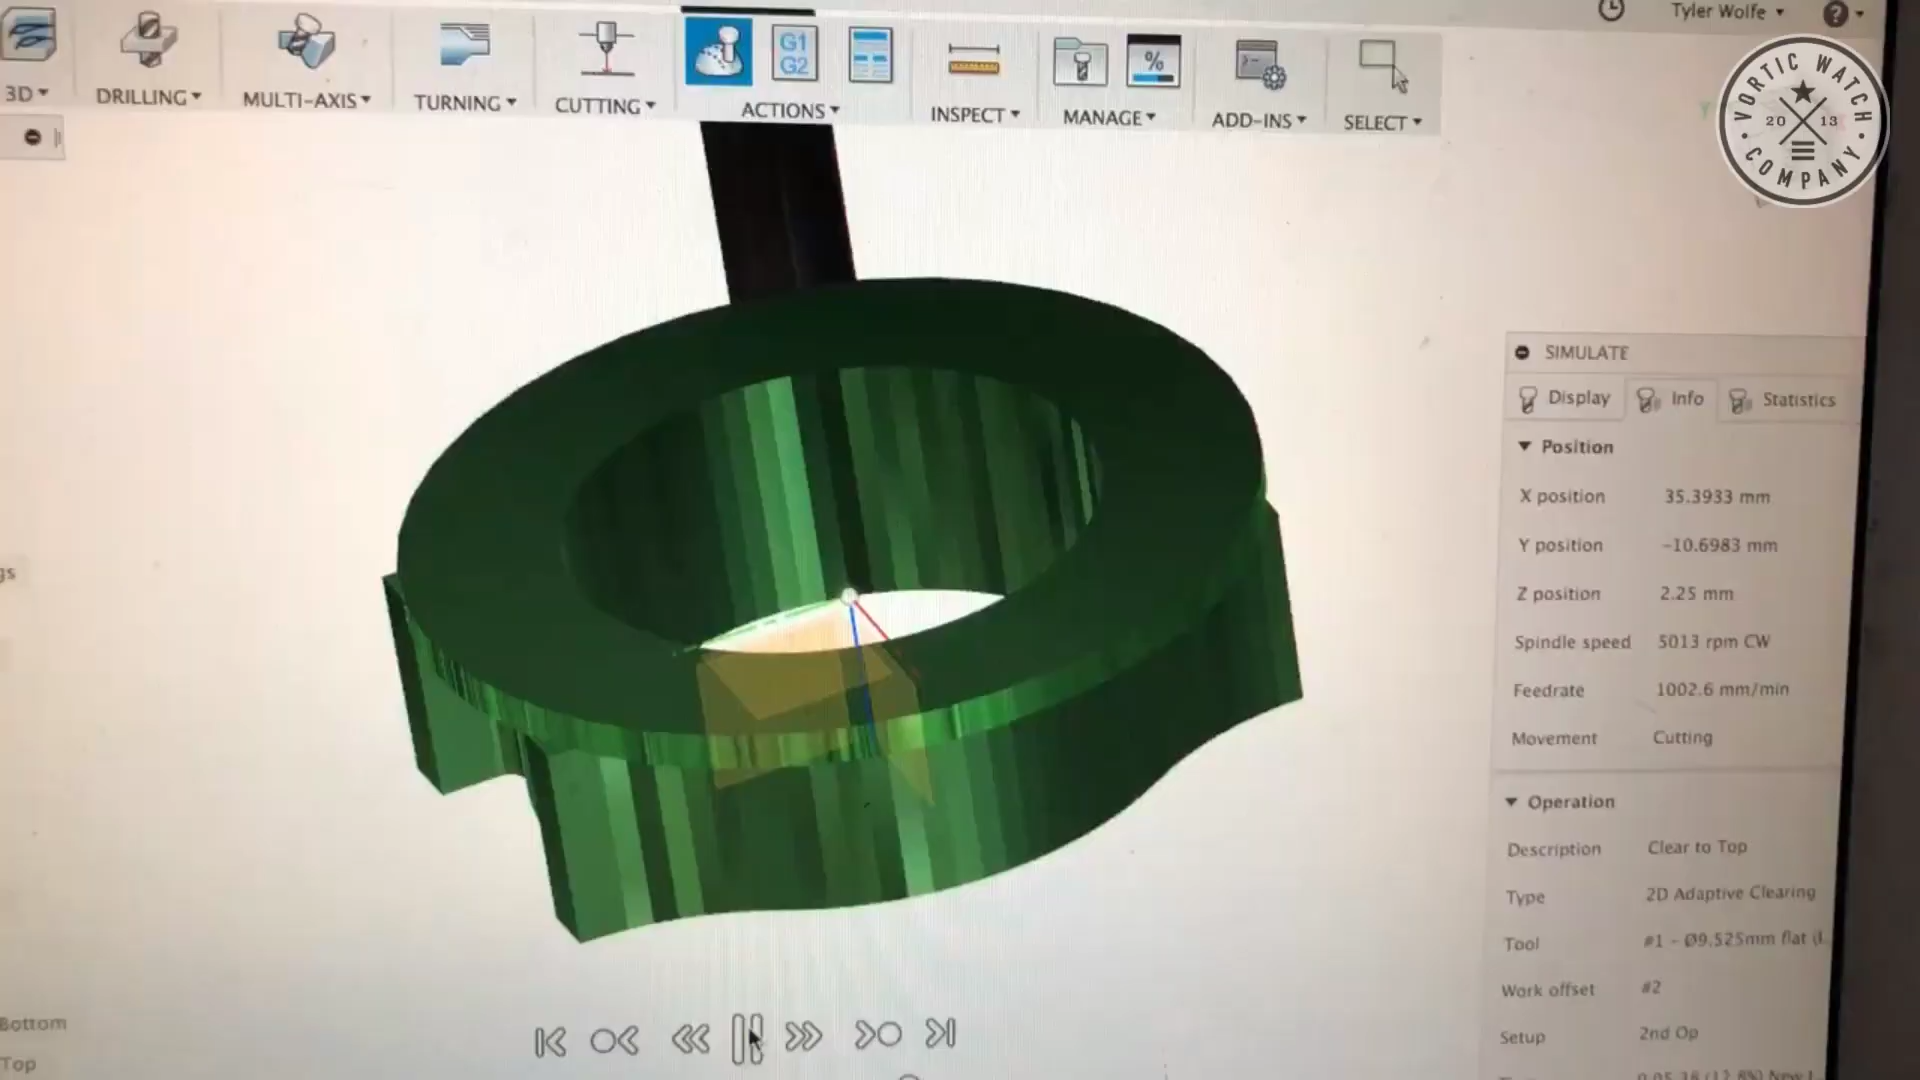 Tyler Wolfe
3D
DRILLING
MULTI-AXIS
TURNING
CUTTING
G1
G2
ACTIONS
INSPECT
%
MANAGE
ADD-INS
SELECT
VORTIC WATCH
20 13
COMPANY
SIMULATE
Display Info Statistics
Position
X position 35.3933 mm
Y position -10.6983 mm
Z position 2.25 mm
Spindle speed 5013 rpm CW
Feedrate 1002.6 mm/min
Movement Cutting
Operation
Description Clear to Top
Type 2D Adaptive Clearing
Tool #1 - Ø9.525mm flat (
Work offset #2
Setup 2nd Op
gs
Bottom
Top